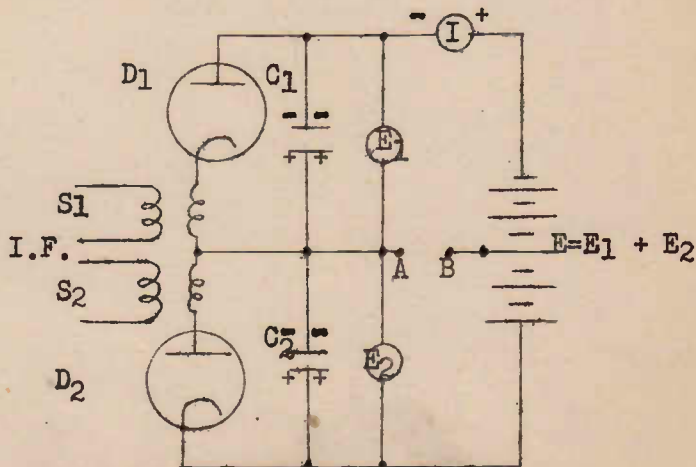 - I +
D1
C1
- -
+ +
E1
S1
I.F.
A B E=E1 + E2
S2
C2
- -
+ +
E2
D2